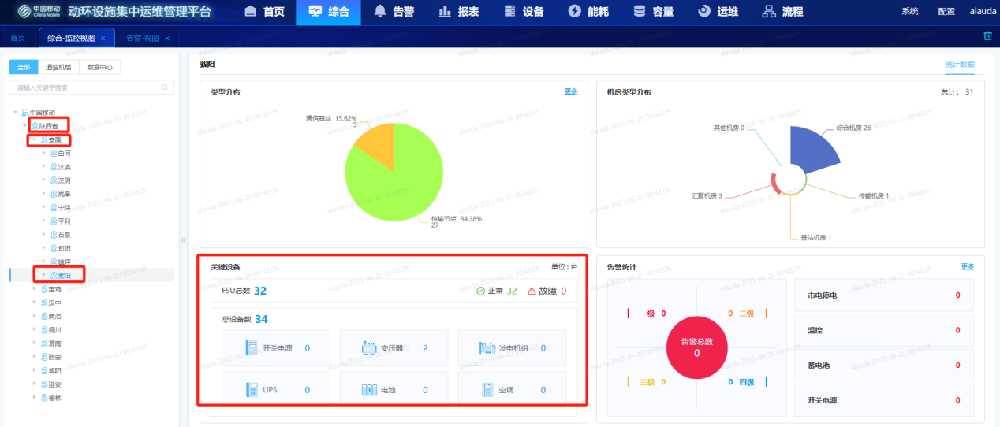 中国移动 China Mobile 动环设施集中运维管理平台 首页 综合 告警 报表 设备 能耗 容量 运维 流程 系统 配置 alauda
首页 综合-监控视图 × 告警-视图 ×
全部 通信机楼 数据中心
请输入关键字搜索
中国移动
陕西省
安康
白河
汉滨
汉阴
岚皋
宁陕
平利
石泉
旬阳
镇坪
紫阳
宝鸡
汉中
商洛
铜川
渭南
西安
咸阳
延安
榆林
紫阳 统计数据
类型分布 更多
通信基站 15.62%
5
传输节点 84.38%
27
机房类型分布 总计: 31
其他机房 0
综合机房 26
汇聚机房 3
传输机房 1
基站机房 1
关键设备 单位:台
FSU总数 32 正常 32 故障 0
总设备数 34
开关电源 0 变压器 2 发电机组 0
UPS 0 电池 0 空调 0
告警统计 更多
一级 0 0 二级
告警总数
0
三级 0 0 四级
市电停电 0
温控 0
蓄电池 0
开关电源 0
alauda 2025-06-20 09:48:05